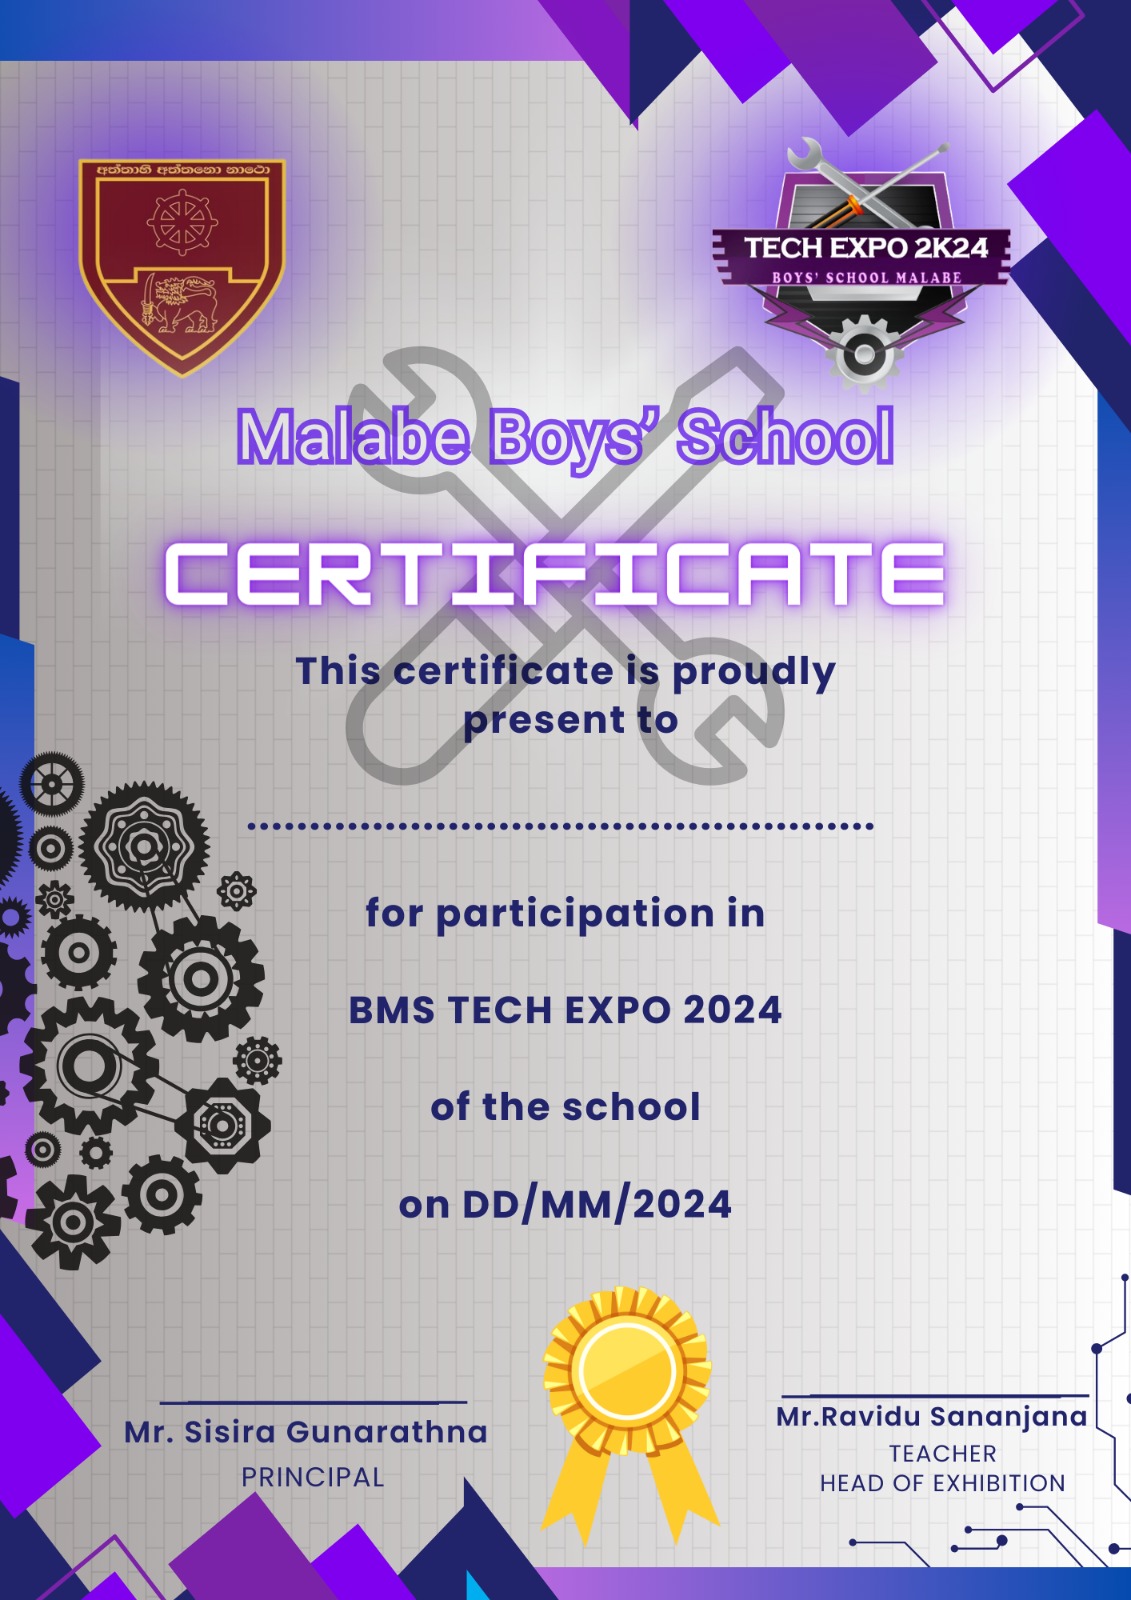 අත්තාහි අත්තනො නාථො
TECH EXPO 2K24
BOYS' SCHOOL MALABE
Malabe Boys’ School
CERTIFICATE
This certificate is proudly
present to
for participation in
BMS TECH EXPO 2024
of the school
on DD/MM/2024
Mr. Sisira Gunarathna
PRINCIPAL
Mr.Ravidu Sananjana
TEACHER
HEAD OF EXHIBITION